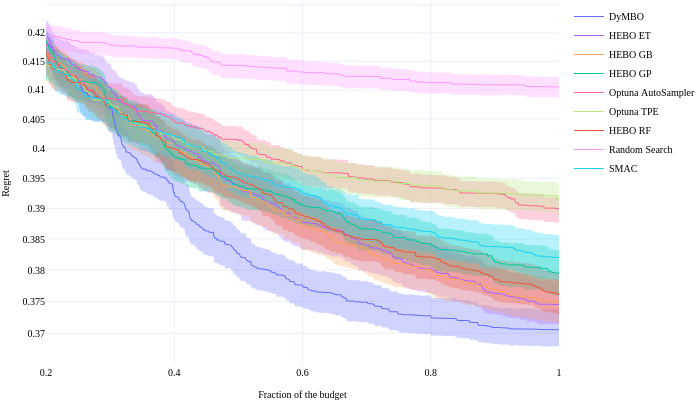 0.42
0.415
0.41
0.405
0.4
0.395
0.39
0.385
0.38
0.375
0.37
Regret
0.2
0.4
0.6
0.8
1
Fraction of the budget
DyMBO
HEBO ET
HEBO GB
HEBO GP
Optuna AutoSampler
Optuna TPE
HEBO RF
Random Search
SMAC